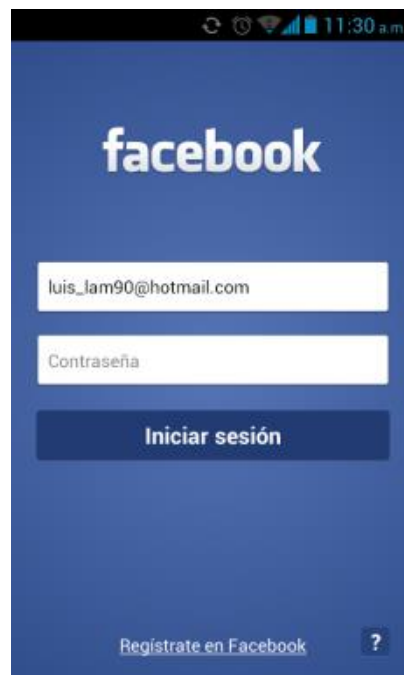 11:30 a.m
facebook
luis_lam90@hotmail.com
Contraseña
Iniciar sesión
Regístrate en Facebook
?